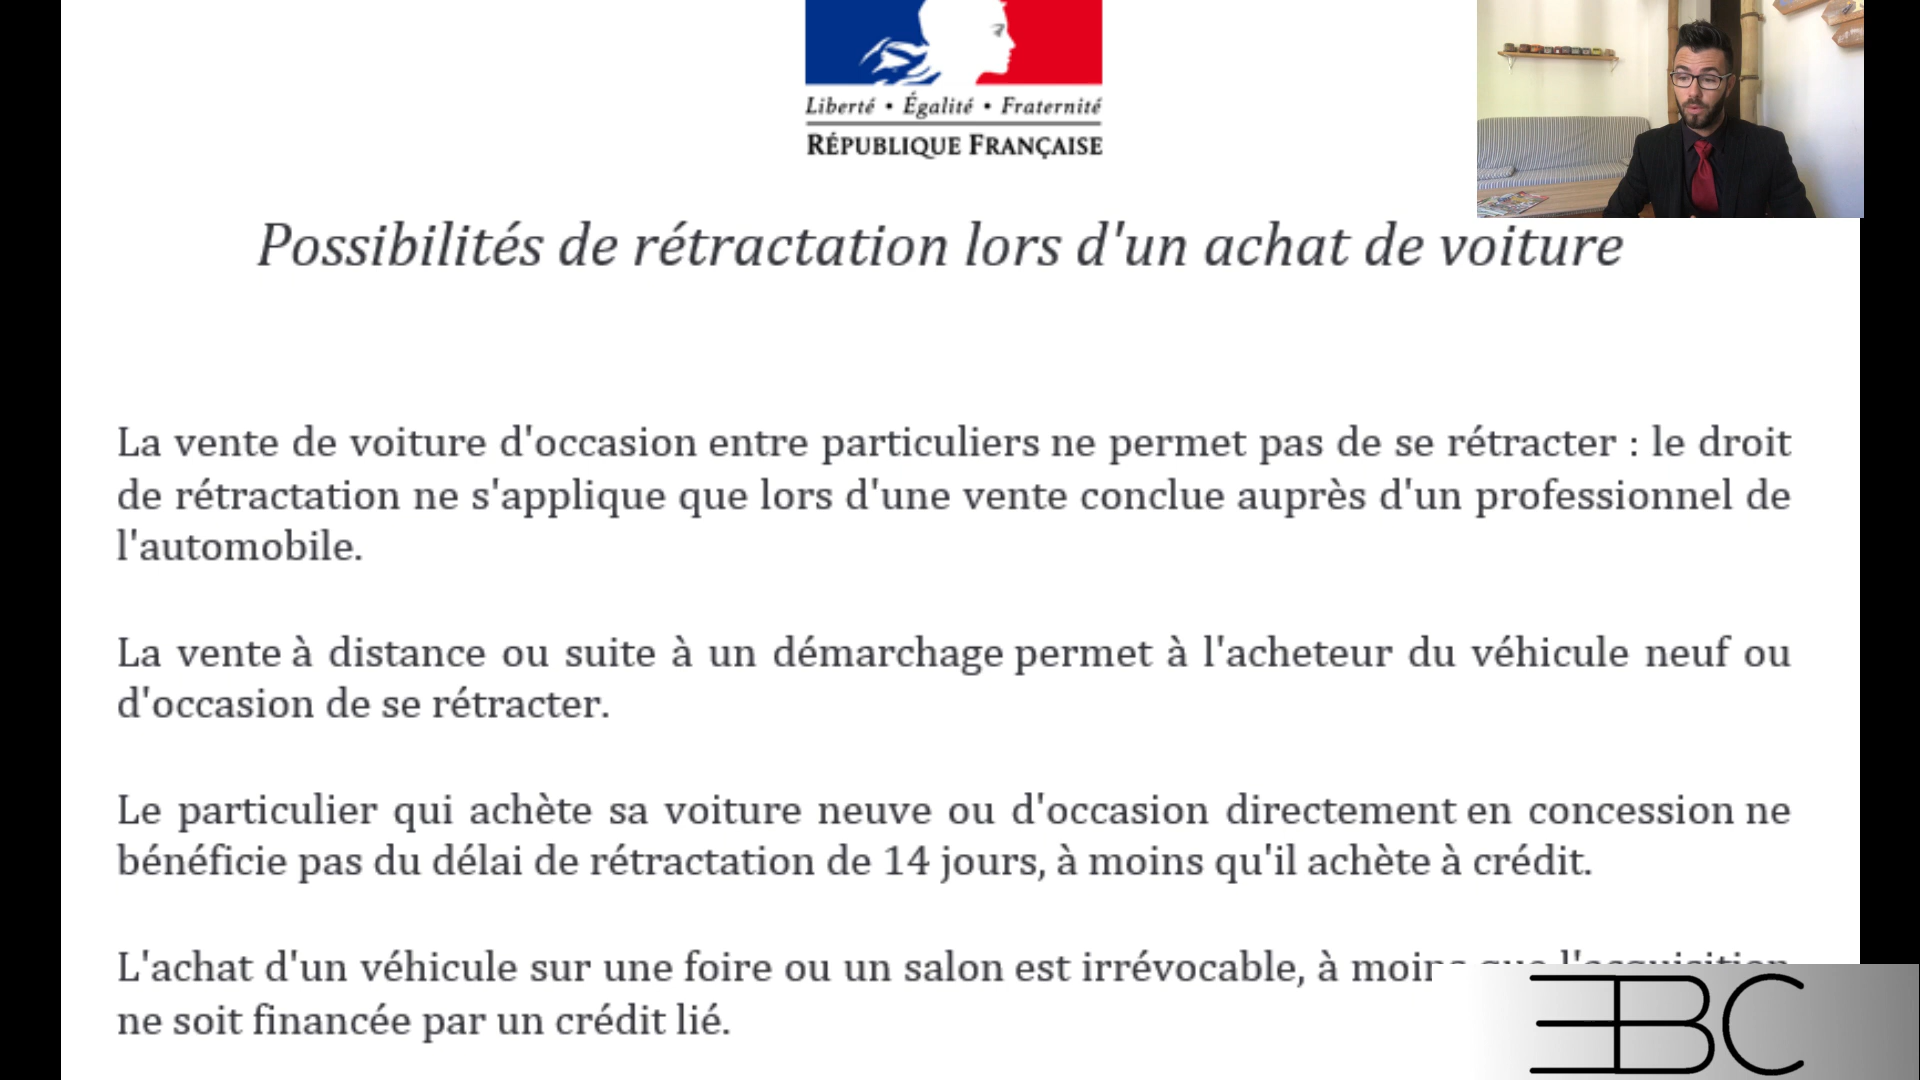 Liberté • Égalité • Fraternité
RÉPUBLIQUE FRANÇAISE
Possibilités de rétractation lors d'un achat de voiture
La vente de voiture d'occasion entre particuliers ne permet pas de se rétracter : le droit
de rétractation ne s'applique que lors d'une vente conclue auprès d'un professionnel de
l'automobile.
La vente à distance ou suite à un démarchage permet à l'acheteur du véhicule neuf ou
d'occasion de se rétracter.
Le particulier qui achète sa voiture neuve ou d'occasion directement en concession ne
bénéficie pas du délai de rétractation de 14 jours, à moins qu'il achète à crédit.
L'achat d'un véhicule sur une foire ou un salon est irrévocable, à moins que l'acquisition
ne soit financée par un crédit lié.
EBC